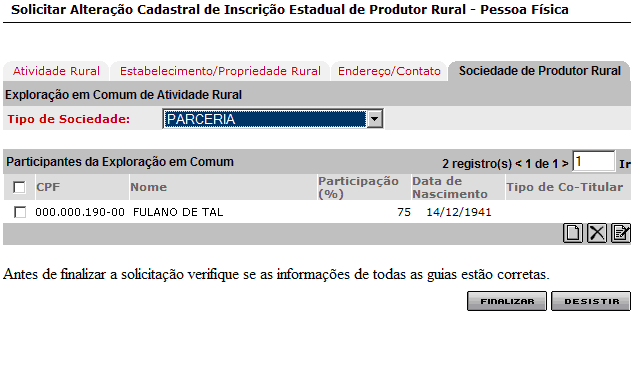 Solicitar Alteração Cadastral de Inscrição Estadual de Produtor Rural - Pessoa Física
Atividade Rural Estabelecimento/Propriedade Rural Endereço/Contato Sociedade de Produtor Rural
Exploração em Comum de Atividade Rural
Tipo de Sociedade: PARCERIA
Participantes da Exploração em Comum 2 registro(s) < 1 de 1 > 1 Ir
CPF Nome Participação (%) Data de Nascimento Tipo de Co-Titular
000.000.190-00 FULANO DE TAL 75 14/12/1941
Antes de finalizar a solicitação verifique se as informações de todas as guias estão corretas.
FINALIZAR DESISTIR